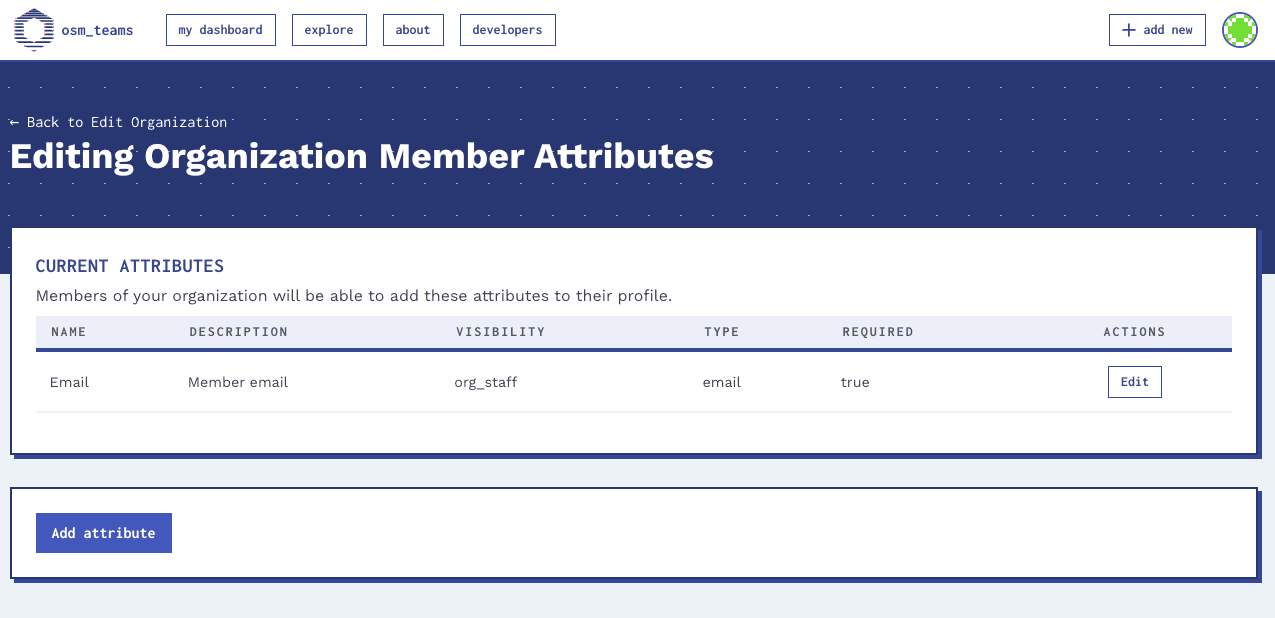 osm_teams my dashboard explore about developers + add new
← Back to Edit Organization
Editing Organization Member Attributes
CURRENT ATTRIBUTES
Members of your organization will be able to add these attributes to their profile.
NAME DESCRIPTION VISIBILITY TYPE REQUIRED ACTIONS
Email Member email org_staff email true Edit
Add attribute